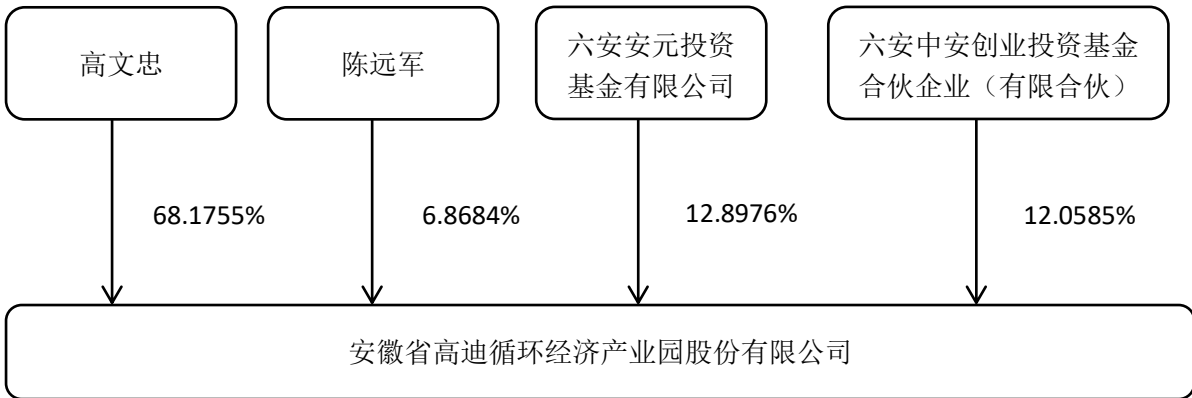 高文忠
陈远军
六安安元投资
基金有限公司
六安中安创业投资基金
合伙企业（有限合伙）
68.1755%
6.8684%
12.8976%
12.0585%
安徽省高迪循环经济产业园股份有限公司